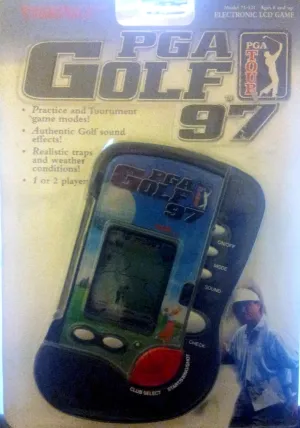 ELECTRONIC LCD GAME
PGA
GOLF
97
PGA
TOUR
• Practice and Tournament
game modes!
• Authentic Golf sound
effects!
• Realistic traps
and weather
conditions!
• 1 or 2 player
PGA
GOLF
97
ON/OFF
MODE
SOUND
CHECK
CLUB SELECT